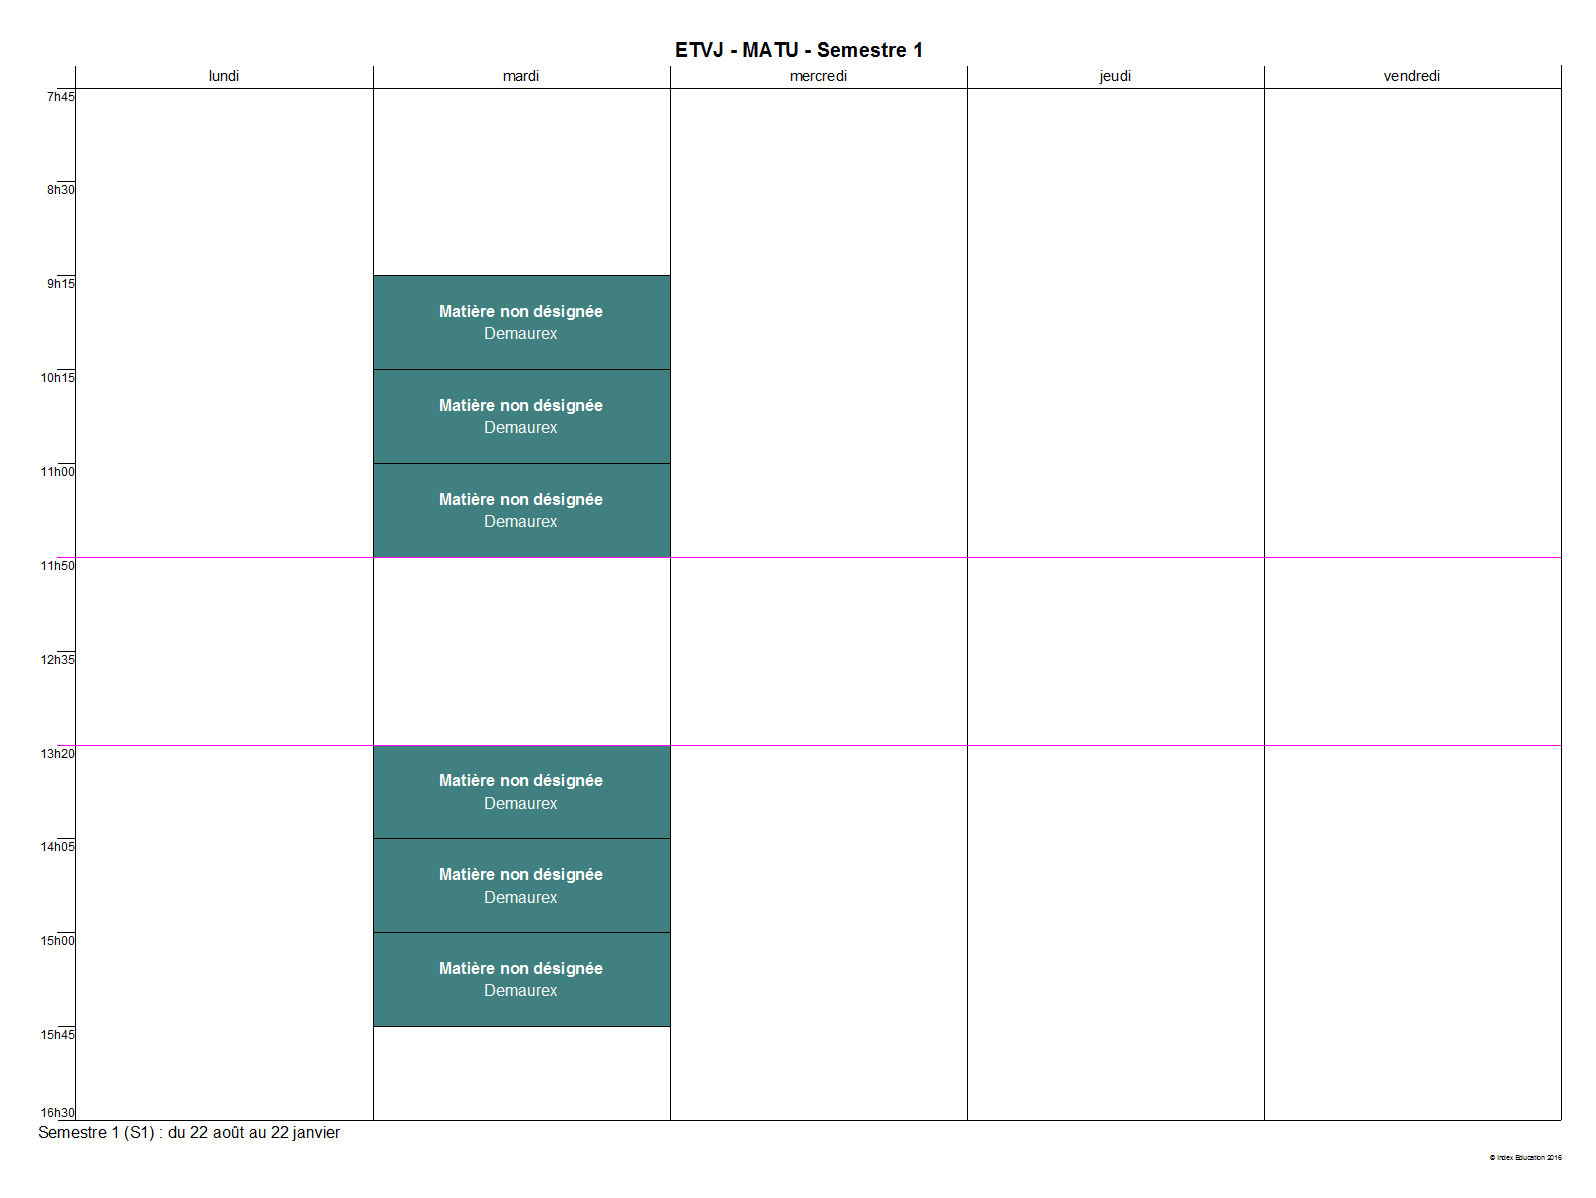 ETVJ - MATU - Semestre 1
lundi mardi mercredi jeudi vendredi
7h45
8h30
9h15
Matière non désignée
Demaurex
10h15
Matière non désignée
Demaurex
11h00
Matière non désignée
Demaurex
11h50
12h35
13h20
Matière non désignée
Demaurex
14h05
Matière non désignée
Demaurex
15h00
Matière non désignée
Demaurex
15h45
16h30
Semestre 1 (S1) : du 22 août au 22 janvier
© Index Education 2016